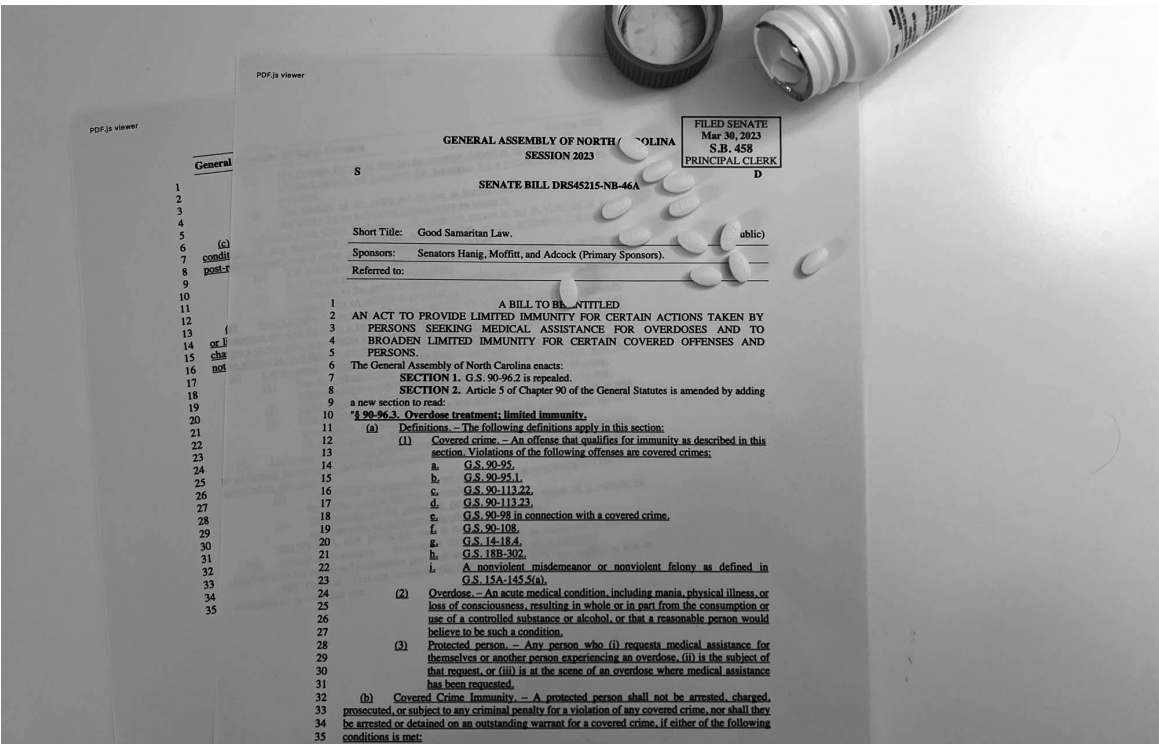 PDF.js viewer
FILED SENATE
Mar 30, 2023
S.B. 458
PRINCIPAL CLERK
GENERAL ASSEMBLY OF NORTH
SESSION 2023
S
D
SENATE BILL DRS45215-NB-46A
Short Title: Good Samaritan Law.
Sponsors: Senators Hanig, Moffitt, and Adcock (Primary Sponsors).
Referred to:
1 A BILL TO BE ENTITLED
2 AN ACT TO PROVIDE LIMITED IMMUNITY FOR CERTAIN ACTIONS TAKEN BY
3 PERSONS SEEKING MEDICAL ASSISTANCE FOR OVERDOSES AND TO
4 BROADEN LIMITED IMMUNITY FOR CERTAIN COVERED OFFENSES AND
5 PERSONS.
6 The General Assembly of North Carolina enacts:
7 SECTION 1. G.S. 90-96.2 is repealed.
8 SECTION 2. Article 5 of Chapter 90 of the General Statutes is amended by adding
9 a new section to read:
10 "§ 90-96.3. Overdose treatment; limited immunity.
11 (a) Definitions. – The following definitions apply in this section:
12 (1) Covered crime. – An offense that qualifies for immunity as described in this
13 section. Violations of the following offenses are covered crimes:
14 a. G.S. 90-95.
15 b. G.S. 90-95.1.
16 c. G.S. 90-113.22.
17 d. G.S. 90-113.23.
18 e. G.S. 90-98 in connection with a covered crime.
19 f. G.S. 90-108.
20 g. G.S. 14-18.4.
21 h. G.S. 18B-302.
22 i. A nonviolent misdemeanor or nonviolent felony as defined in
23 G.S. 15A-145.5(a).
24 (2) Overdose. – An acute medical condition, including mania, physical illness, or
25 loss of consciousness, resulting in whole or in part from the consumption or
26 use of a controlled substance or alcohol, or that a reasonable person would
27 believe to be such a condition.
28 (3) Protected person. – Any person who (i) requests medical assistance for
29 themselves or another person experiencing an overdose, (ii) is the subject of
30 that request, or (iii) is at the scene of an overdose where medical assistance
31 has been requested.
32 (b) Covered Crime Immunity. – A protected person shall not be arrested, charged,
33 prosecuted, or subject to any criminal penalty for a violation of any covered crime, nor shall they
34 be arrested or detained on an outstanding warrant for a covered crime, if either of the following
35 conditions is met:
PDF.js viewer
General
1
2
3
4
5
6 (c)
7 condit
8 post-r
9
10
11
12
13 (
14 or li
15 cha
16 not
17
18
19
20
21
22
23
24
25
26
27
28
29
30
31
32
33
34
35